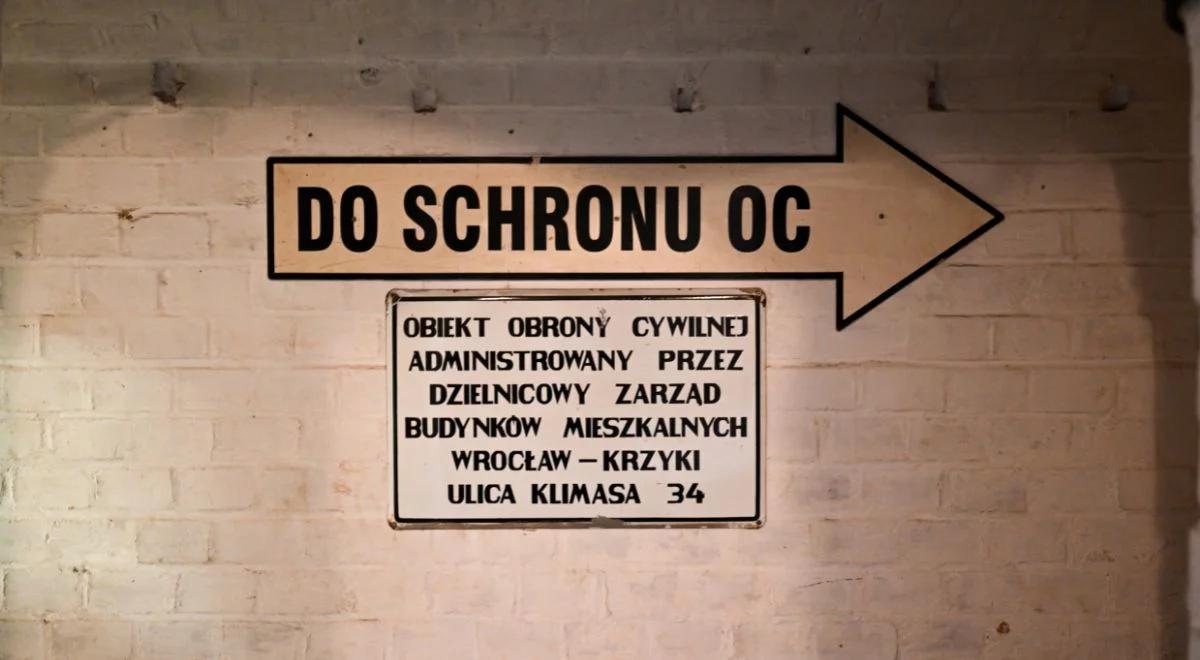 DO SCHRONU OC
OBIEKT OBRONY CYWILNEJ
ADMINISTROWANY PRZEZ
DZIELNICOWY ZARZĄD
BUDYNKÓW MIESZKALNYCH
WROCŁAW – KRZYKI
ULICA KLIMASA 34